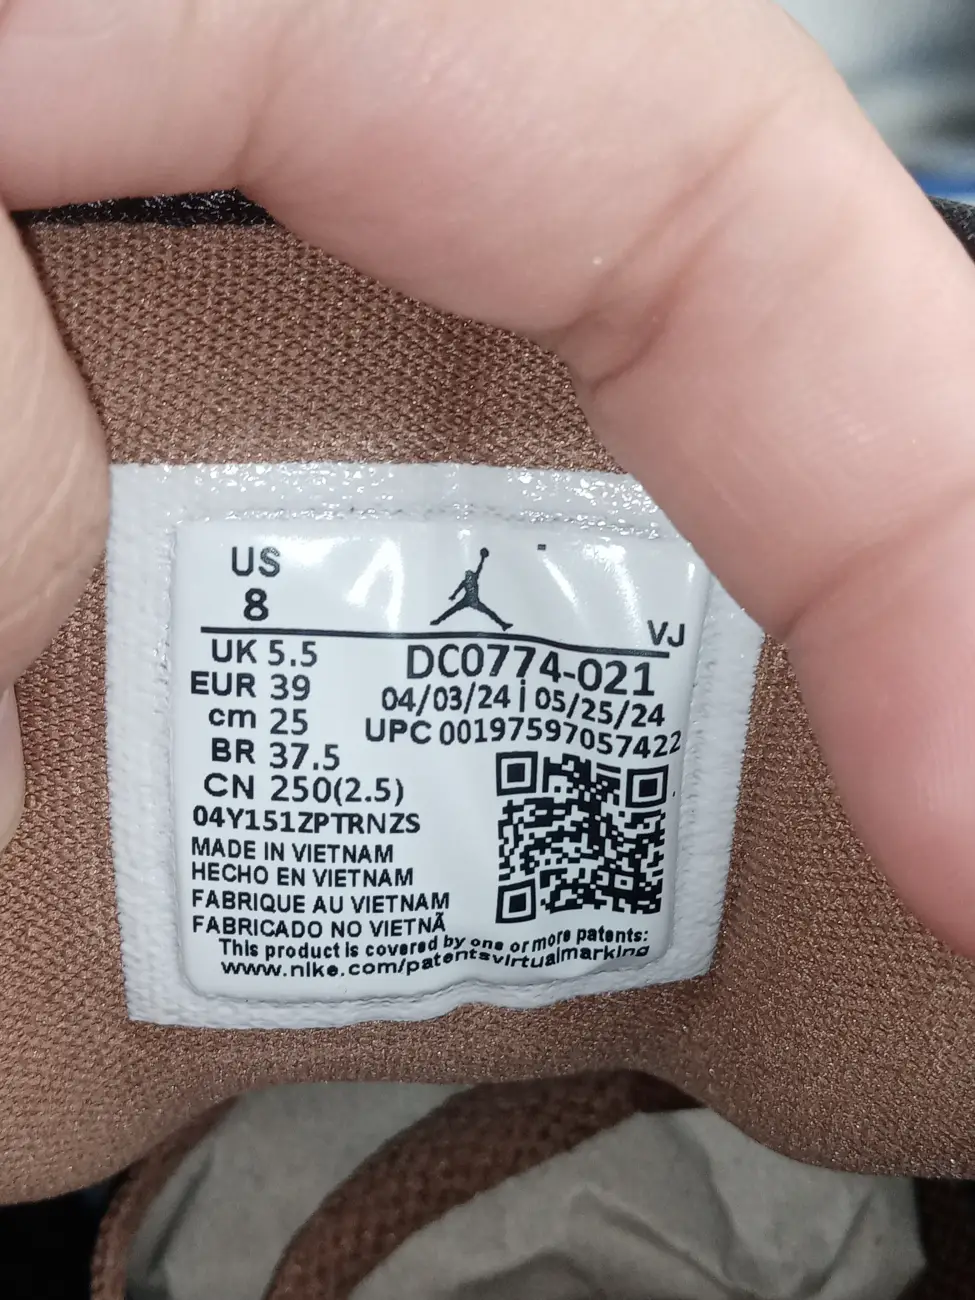 US
8
VJ
UK 5.5
DC0774-021
EUR 39
04/03/24 | 05/25/24
cm 25
UPC 00197597057422
BR 37.5
CN 250(2.5)
04Y151ZPTRNZS
MADE IN VIETNAM
HECHO EN VIETNAM
FABRIQUE AU VIETNAM
FABRICADO NO VIETNÃ
This product is covered by one or more patents:
www.nike.com/patentsvirtualmarking